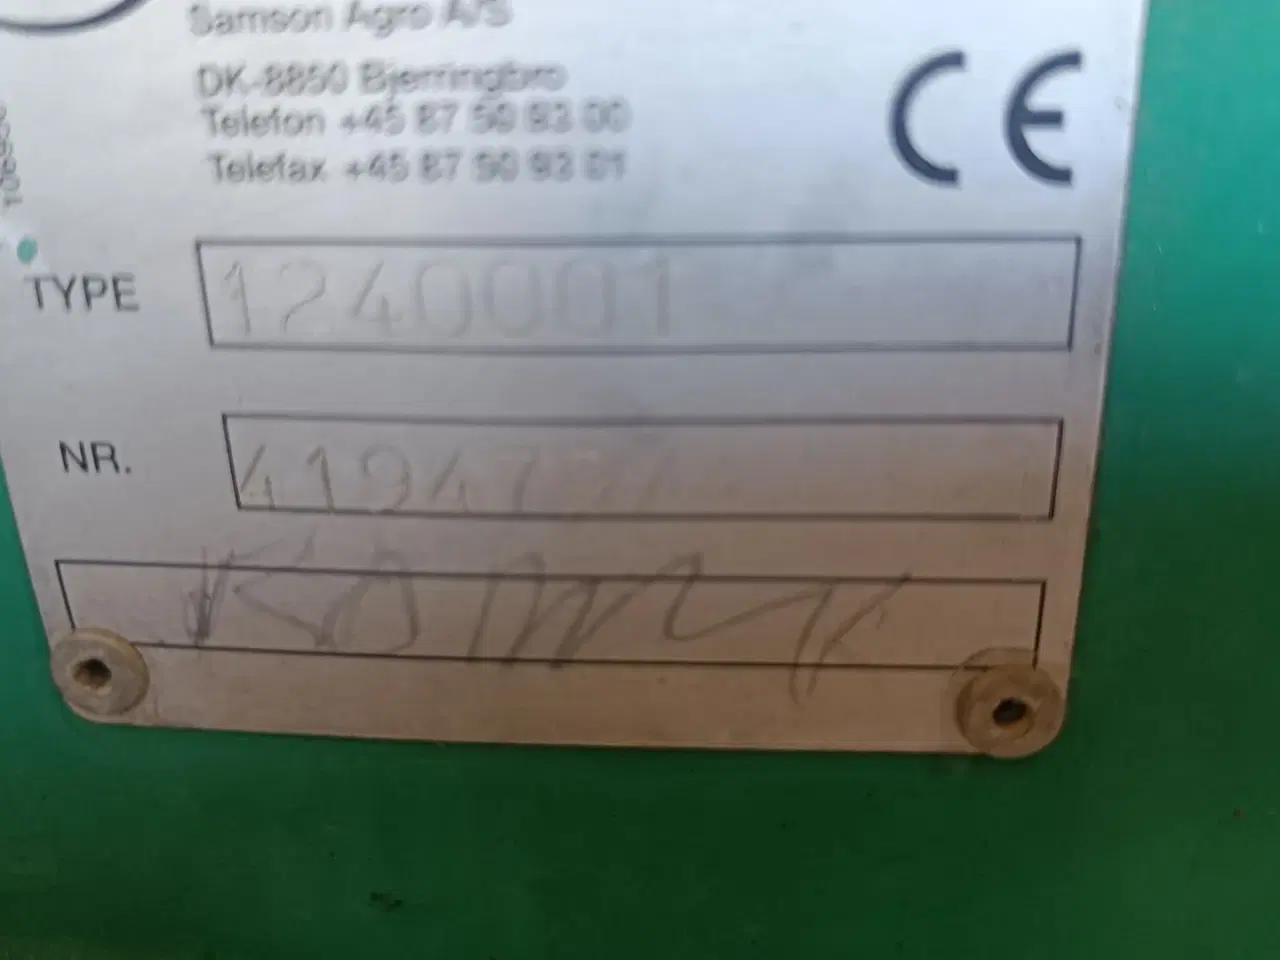 Samson Agro A/S
DK-8850 Bjerringbro
Telefon +45 87 50 93 00
Telefax +45 87 50 93 01
CE
TYPE 1240001
NR.